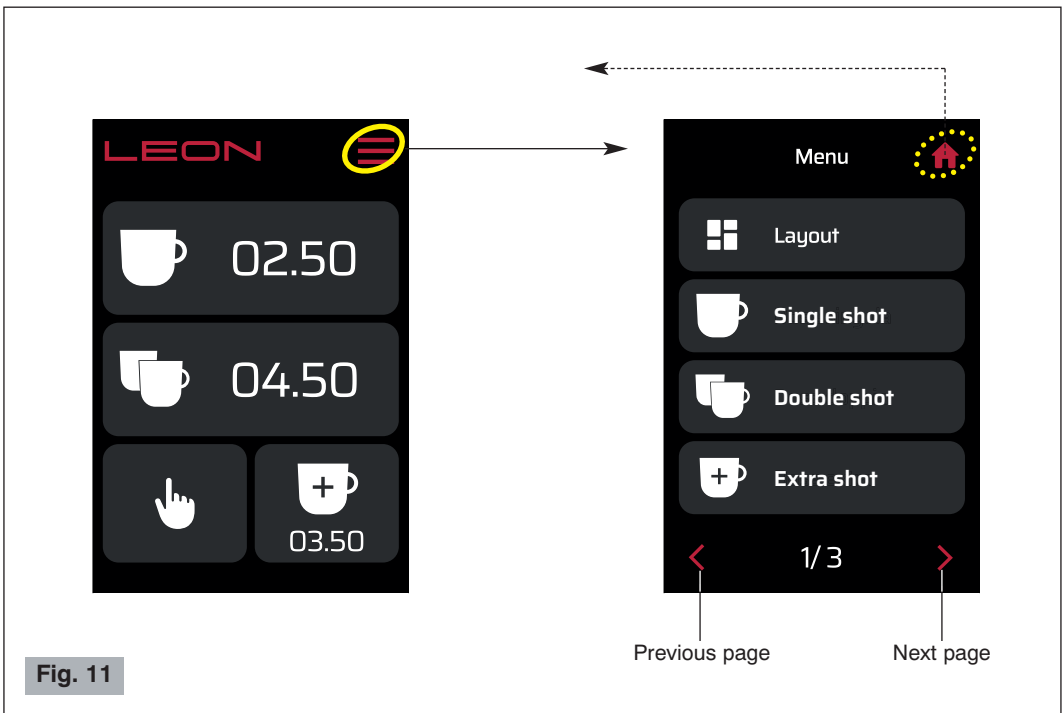 LEON
02.50
04.50
03.50
Menu
Layout
Single shot
Double shot
Extra shot
1/ 3
Previous page
Next page
Fig. 11